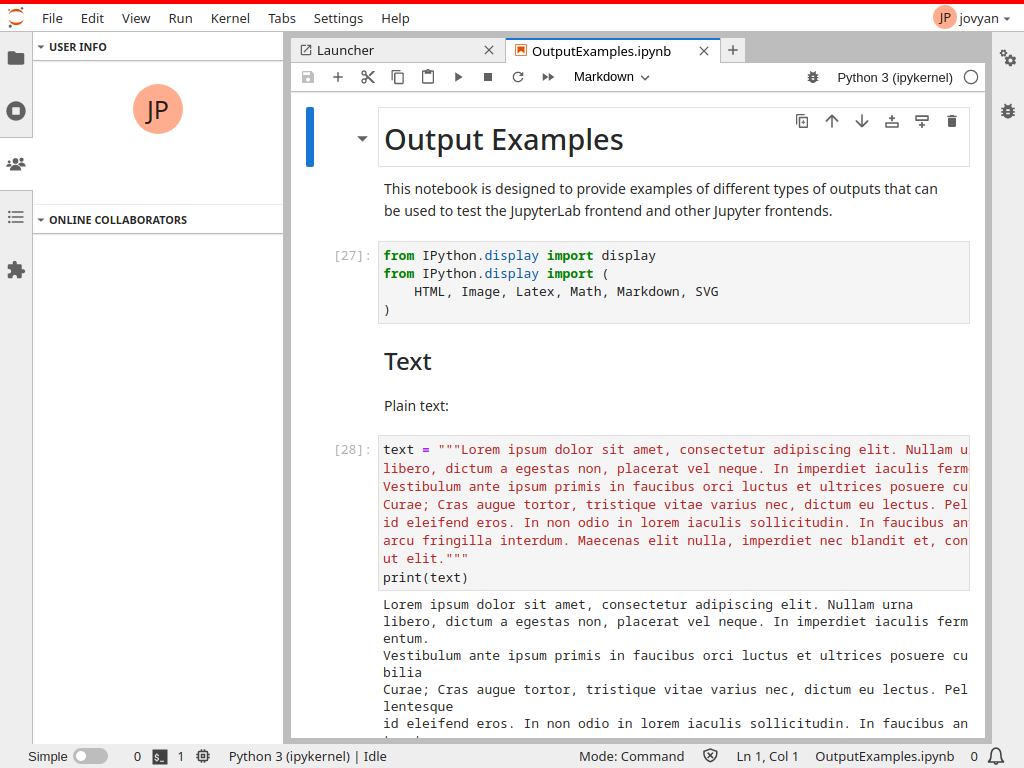 File Edit View Run Kernel Tabs Settings Help JP jovyan
USER INFO
JP
ONLINE COLLABORATORS
Launcher OutputExamples.ipynb
Markdown Python 3 (ipykernel)
Output Examples
This notebook is designed to provide examples of different types of outputs that can
be used to test the JupyterLab frontend and other Jupyter frontends.
[27]: from IPython.display import display
from IPython.display import (
    HTML, Image, Latex, Math, Markdown, SVG
)
Text
Plain text:
[28]: text = """Lorem ipsum dolor sit amet, consectetur adipiscing elit. Nullam u
libero, dictum a egestas non, placerat vel neque. In imperdiet iaculis ferm
Vestibulum ante ipsum primis in faucibus orci luctus et ultrices posuere cu
Curae; Cras augue tortor, tristique vitae varius nec, dictum eu lectus. Pel
id eleifend eros. In non odio in lorem iaculis sollicitudin. In faucibus an
arcu fringilla interdum. Maecenas elit nulla, imperdiet nec blandit et, con
ut elit."""
print(text)
Lorem ipsum dolor sit amet, consectetur adipiscing elit. Nullam urna
libero, dictum a egestas non, placerat vel neque. In imperdiet iaculis ferm
entum.
Vestibulum ante ipsum primis in faucibus orci luctus et ultrices posuere cu
bilia
Curae; Cras augue tortor, tristique vitae varius nec, dictum eu lectus. Pel
lentesque
id eleifend eros. In non odio in lorem iaculis sollicitudin. In faucibus an
Simple 0 1 Python 3 (ipykernel) | Idle Mode: Command Ln 1, Col 1 OutputExamples.ipynb 0